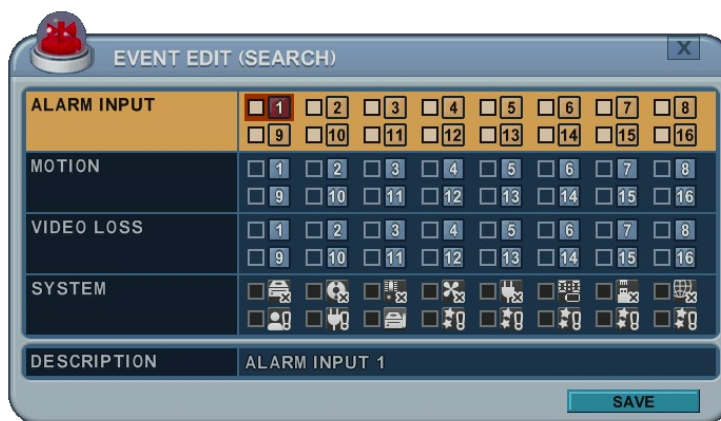 EVENT EDIT (SEARCH)
X
ALARM INPUT 1 2 3 4 5 6 7 8
9 10 11 12 13 14 15 16
MOTION 1 2 3 4 5 6 7 8
9 10 11 12 13 14 15 16
VIDEO LOSS 1 2 3 4 5 6 7 8
9 10 11 12 13 14 15 16
SYSTEM
DESCRIPTION ALARM INPUT 1
SAVE